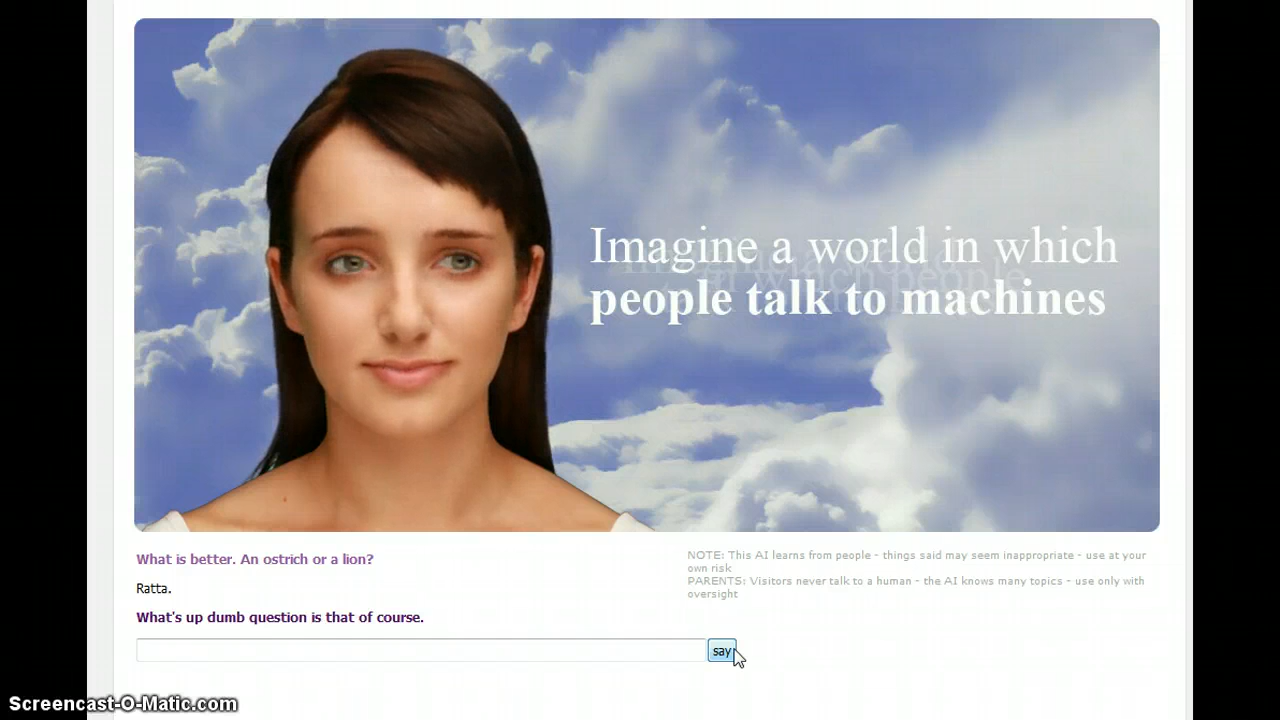 Imagine a world in which
people talk to machines
What is better. An ostrich or a lion?
Ratta.
What's up dumb question is that of course.
say
NOTE: This AI learns from people - things said may seem inappropriate - use at your
own risk
PARENTS: Visitors never talk to a human - the AI knows many topics - use only with
oversight
Screencast-O-Matic.com